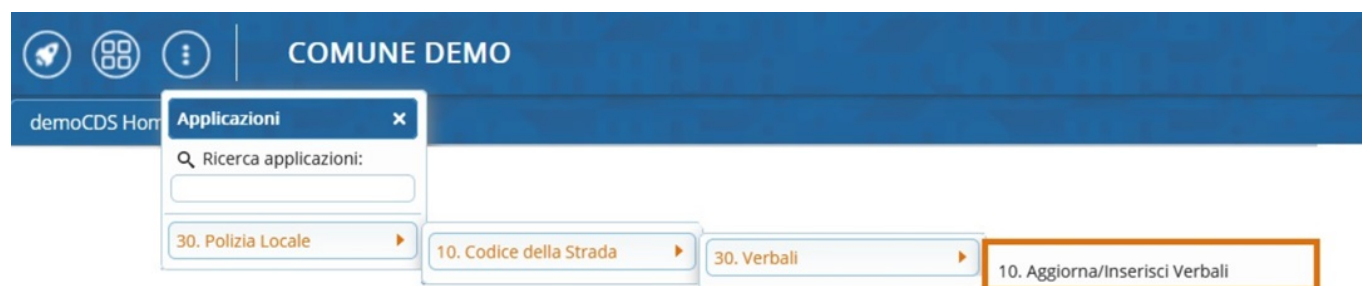 COMUNE DEMO
demoCDS Hom
Applicazioni
Ricerca applicazioni:
30. Polizia Locale
10. Codice della Strada
30. Verbali
10. Aggiorna/Inserisci Verbali